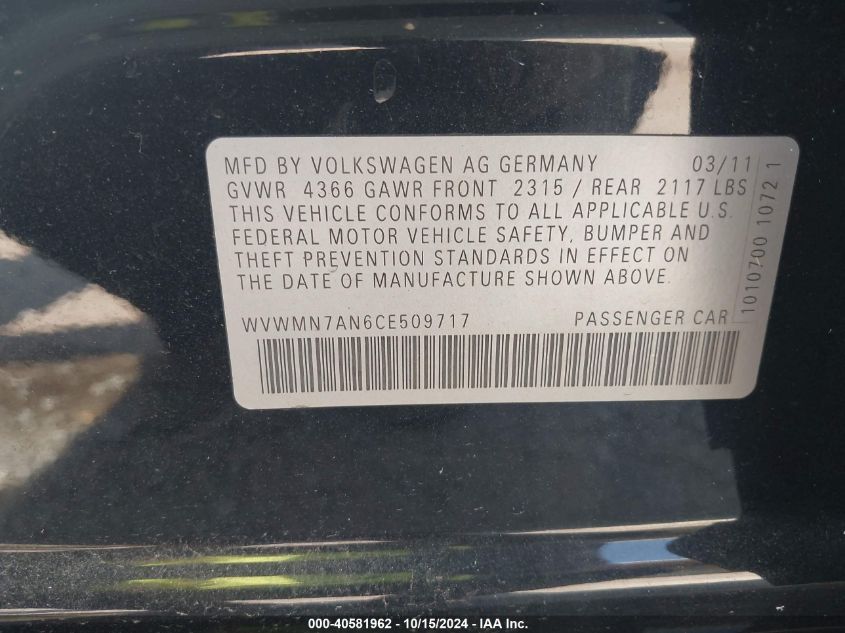 MFD BY VOLKSWAGEN AG GERMANY 03/11
GVWR 4366 GAWR FRONT 2315 / REAR 2117 LBS
THIS VEHICLE CONFORMS TO ALL APPLICABLE U.S.
FEDERAL MOTOR VEHICLE SAFETY, BUMPER AND
THEFT PREVENTION STANDARDS IN EFFECT ON
THE DATE OF MANUFACTURE SHOWN ABOVE.
WVWMN7AN6CE509717 PASSENGER CAR
1010700 1072 1
000-40581962 - 10/15/2024 - IAA Inc.